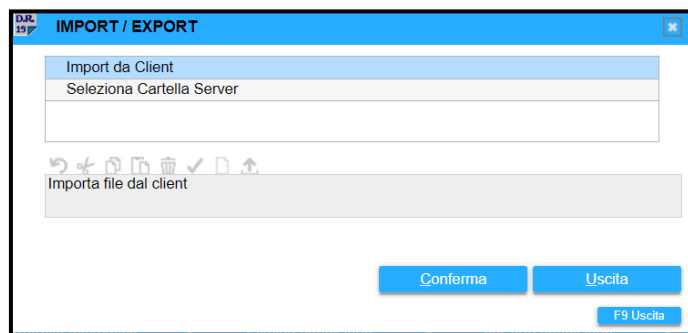 D.R.
19
IMPORT / EXPORT
Import da Client
Seleziona Cartella Server
Importa file dal client
Conferma
Uscita
F9 Uscita